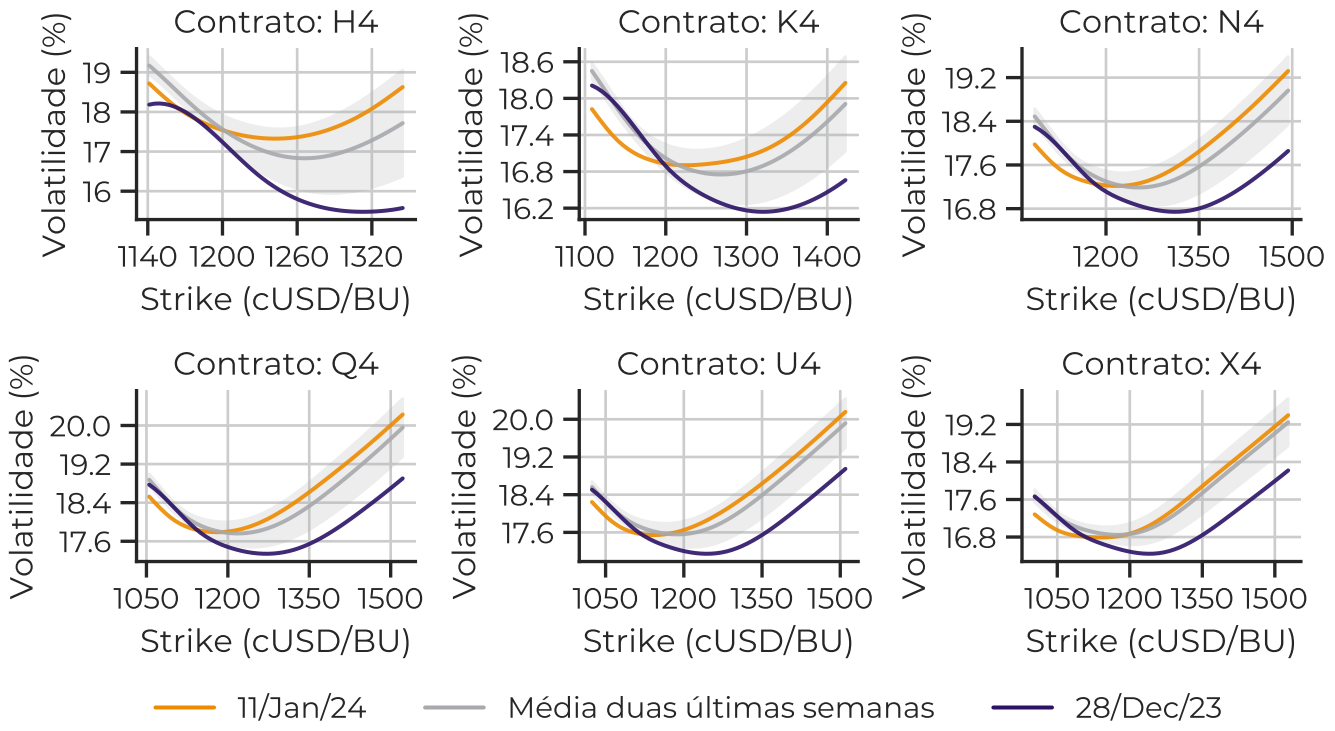 Contrato: H4
Volatilidade (%)
19
18
17
16
1140 1200 1260 1320
Strike (cUSD/BU)
Contrato: K4
Volatilidade (%)
18.6
18.0
17.4
16.8
16.2
1100 1200 1300 1400
Strike (cUSD/BU)
Contrato: N4
Volatilidade (%)
19.2
18.4
17.6
16.8
1200 1350 1500
Strike (cUSD/BU)
Contrato: Q4
Volatilidade (%)
20.0
19.2
18.4
17.6
1050 1200 1350 1500
Strike (cUSD/BU)
Contrato: U4
Volatilidade (%)
20.0
19.2
18.4
17.6
1050 1200 1350 1500
Strike (cUSD/BU)
Contrato: X4
Volatilidade (%)
19.2
18.4
17.6
16.8
1050 1200 1350 1500
Strike (cUSD/BU)
11/Jan/24 Média duas últimas semanas 28/Dec/23